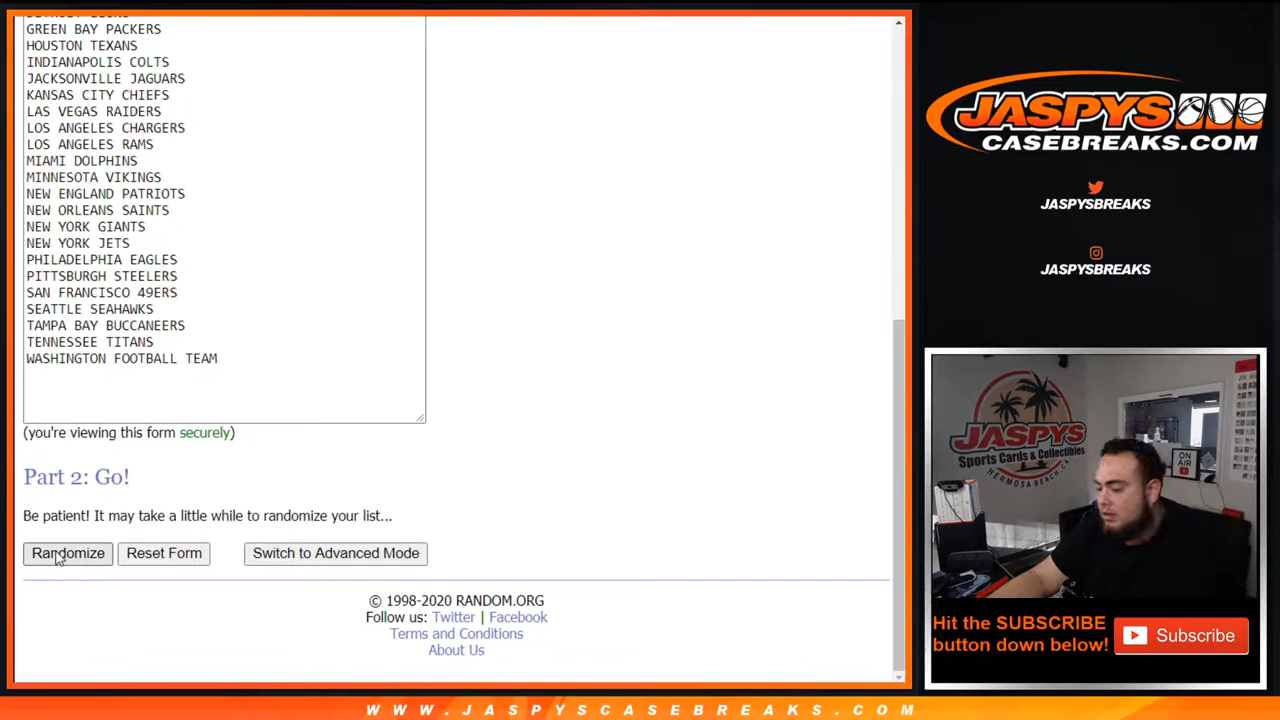 GREEN BAY PACKERS
HOUSTON TEXANS
INDIANAPOLIS COLTS
JACKSONVILLE JAGUARS
KANSAS CITY CHIEFS
LAS VEGAS RAIDERS
LOS ANGELES CHARGERS
LOS ANGELES RAMS
MIAMI DOLPHINS
MINNESOTA VIKINGS
NEW ENGLAND PATRIOTS
NEW ORLEANS SAINTS
NEW YORK GIANTS
NEW YORK JETS
PHILADELPHIA EAGLES
PITTSBURGH STEELERS
SAN FRANCISCO 49ERS
SEATTLE SEAHAWKS
TAMPA BAY BUCCANEERS
TENNESSEE TITANS
WASHINGTON FOOTBALL TEAM
(you're viewing this form securely)
Part 2: Go!
Be patient! It may take a little while to randomize your list...
Randomize Reset Form Switch to Advanced Mode
© 1998-2020 RANDOM.ORG
Follow us: Twitter | Facebook
Terms and Conditions
About Us
JASPYS
CASEBREAKS.COM
JASPYSBREAKS
JASPYSBREAKS
JASPYS
Sports Cards & Collectibles
HERMOSA BEACH, CA
ON AIR
Hit the SUBSCRIBE
button down below!
Subscribe
WWW.JASPYSCASEBREAKS.COM